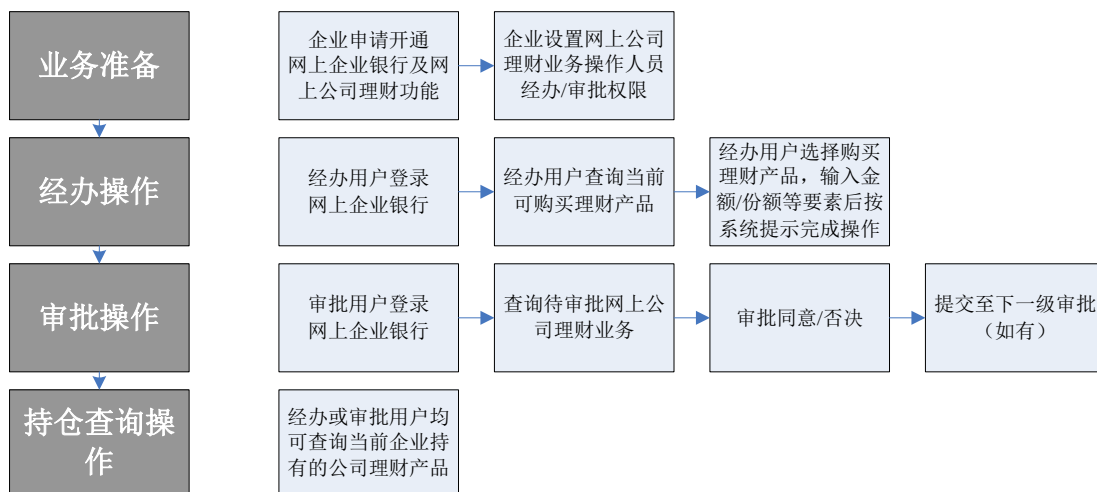 业务准备
企业申请开通
网上企业银行及网
上公司理财功能
企业设置网上公司
理财业务操作人员
经办/审批权限
经办操作
经办用户登录
网上企业银行
经办用户查询当前
可购买理财产品
经办用户选择购买
理财产品，输入金
额/份额等要素后按
系统提示完成操作
审批操作
审批用户登录
网上企业银行
查询待审批网上公
司理财业务
审批同意/否决
提交至下一级审批
（如有）
持仓查询操
作
经办或审批用户均
可查询当前企业持
有的公司理财产品